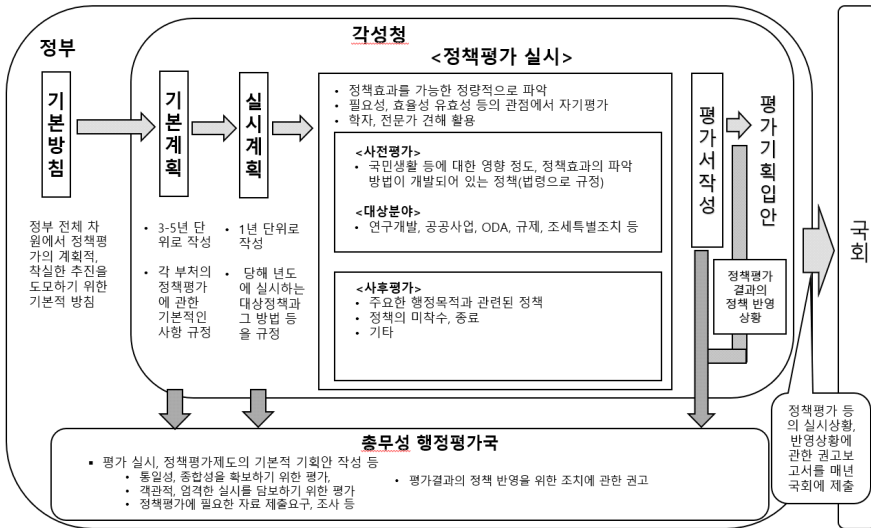 정부
각성청
<정책평가 실시>
기본방침
기본계획
실시계획
• 정책효과를 가능한 정량적으로 파악
• 필요성, 효율성 유효성 등의 관점에서 자기평가
• 학자, 전문가 견해 활용
<사전평가>
• 국민생활 등에 대한 영향 정도, 정책효과의 파악
방법이 개발되어 있는 정책(법령으로 규정)
<대상분야>
• 연구개발, 공공사업, ODA, 규제, 조세특별조치 등
<사후평가>
• 주요한 행정목적과 관련된 정책
• 정책의 미착수, 종료
• 기타
평가서작성
평가기획입안
국회
정부 전체 차
원에서 정책평
가의 계획적,
착실한 추진을
도모하기 위한
기본적 방침
• 3-5년 단
위로 작성
• 각 부처의
정책평가
에 관한
기본적인
사항 규정
• 1년 단위로
작성
• 당해 년도
에 실시하는
대상정책과
그 방법 등
을 규정
정책평가
결과의
정책 반영
상황
정책평가 등
의 실시상황,
반영상황에
관한 권고보
고서를 매년
국회에 제출
총무성 행정평가국
▪ 평가 실시, 정책평가제도의 기본적 기획안 작성 등
• 통일성, 종합성을 확보하기 위한 평가,
• 객관적, 엄격한 실시를 담보하기 위한 평가
• 정책평가에 필요한 자료 제출요구, 조사 등
• 평가결과의 정책 반영을 위한 조치에 관한 권고